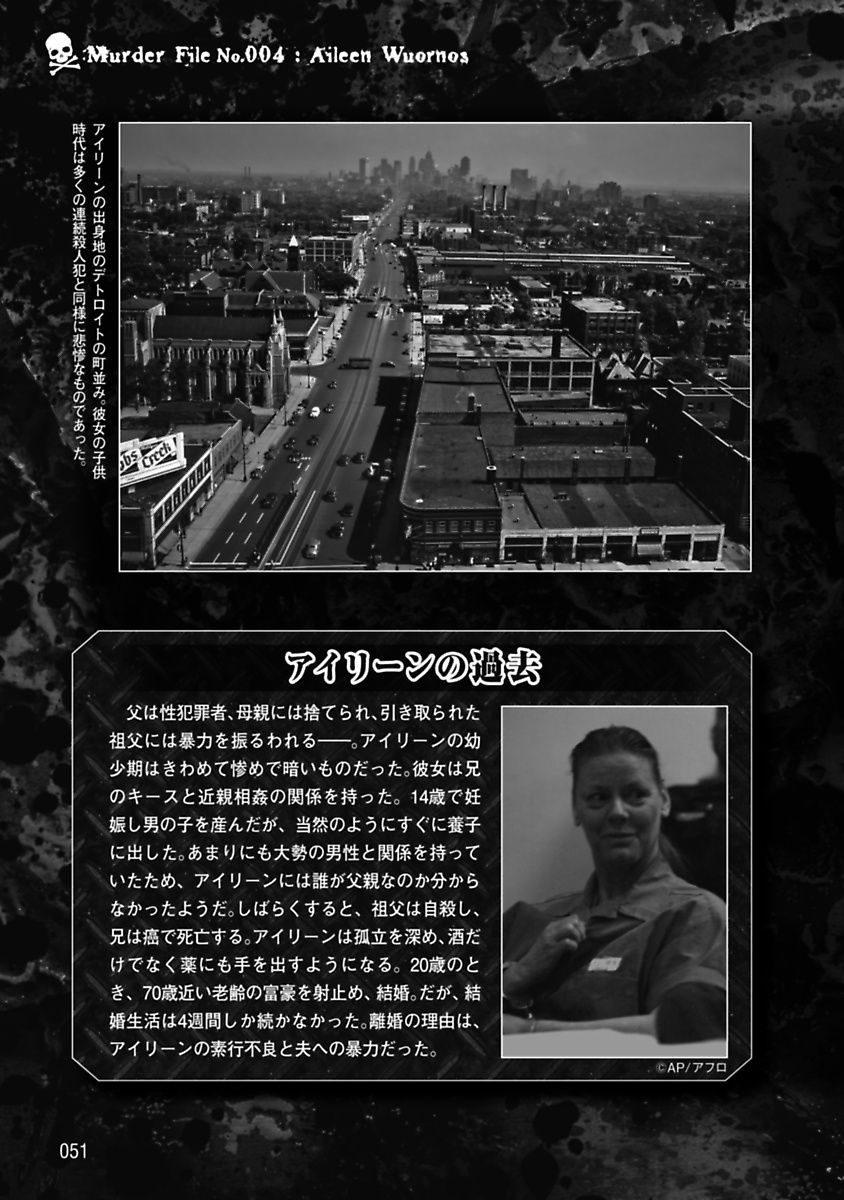 Murder File No.004 : Aileen Wuornos
アイリーンの出身地のデトロイトの町並み。彼女の子供
時代は多くの連続殺人犯と同様に悲惨なものであった。
アイリーンの過去
父は性犯罪者、母親には捨てられ、引き取られた
祖父には暴力を振るわれる――。アイリーンの幼
少期はきわめて惨めで暗いものだった。彼女は兄
のキースと近親相姦の関係を持った。14歳で妊
娠し男の子を産んだが、当然のようにすぐに養子
に出した。あまりにも大勢の男性と関係を持って
いたため、アイリーンには誰が父親なのか分から
なかったようだ。しばらくすると、祖父は自殺し、
兄は癌で死亡する。アイリーンは孤立を深め、酒だ
けでなく薬にも手を出すようになる。20歳のと
き、70歳近い老齢の富豪を射止め、結婚。だが、結
婚生活は4週間しか続かなかった。離婚の理由は、
アイリーンの素行不良と夫への暴力だった。
©AP/アフロ
051